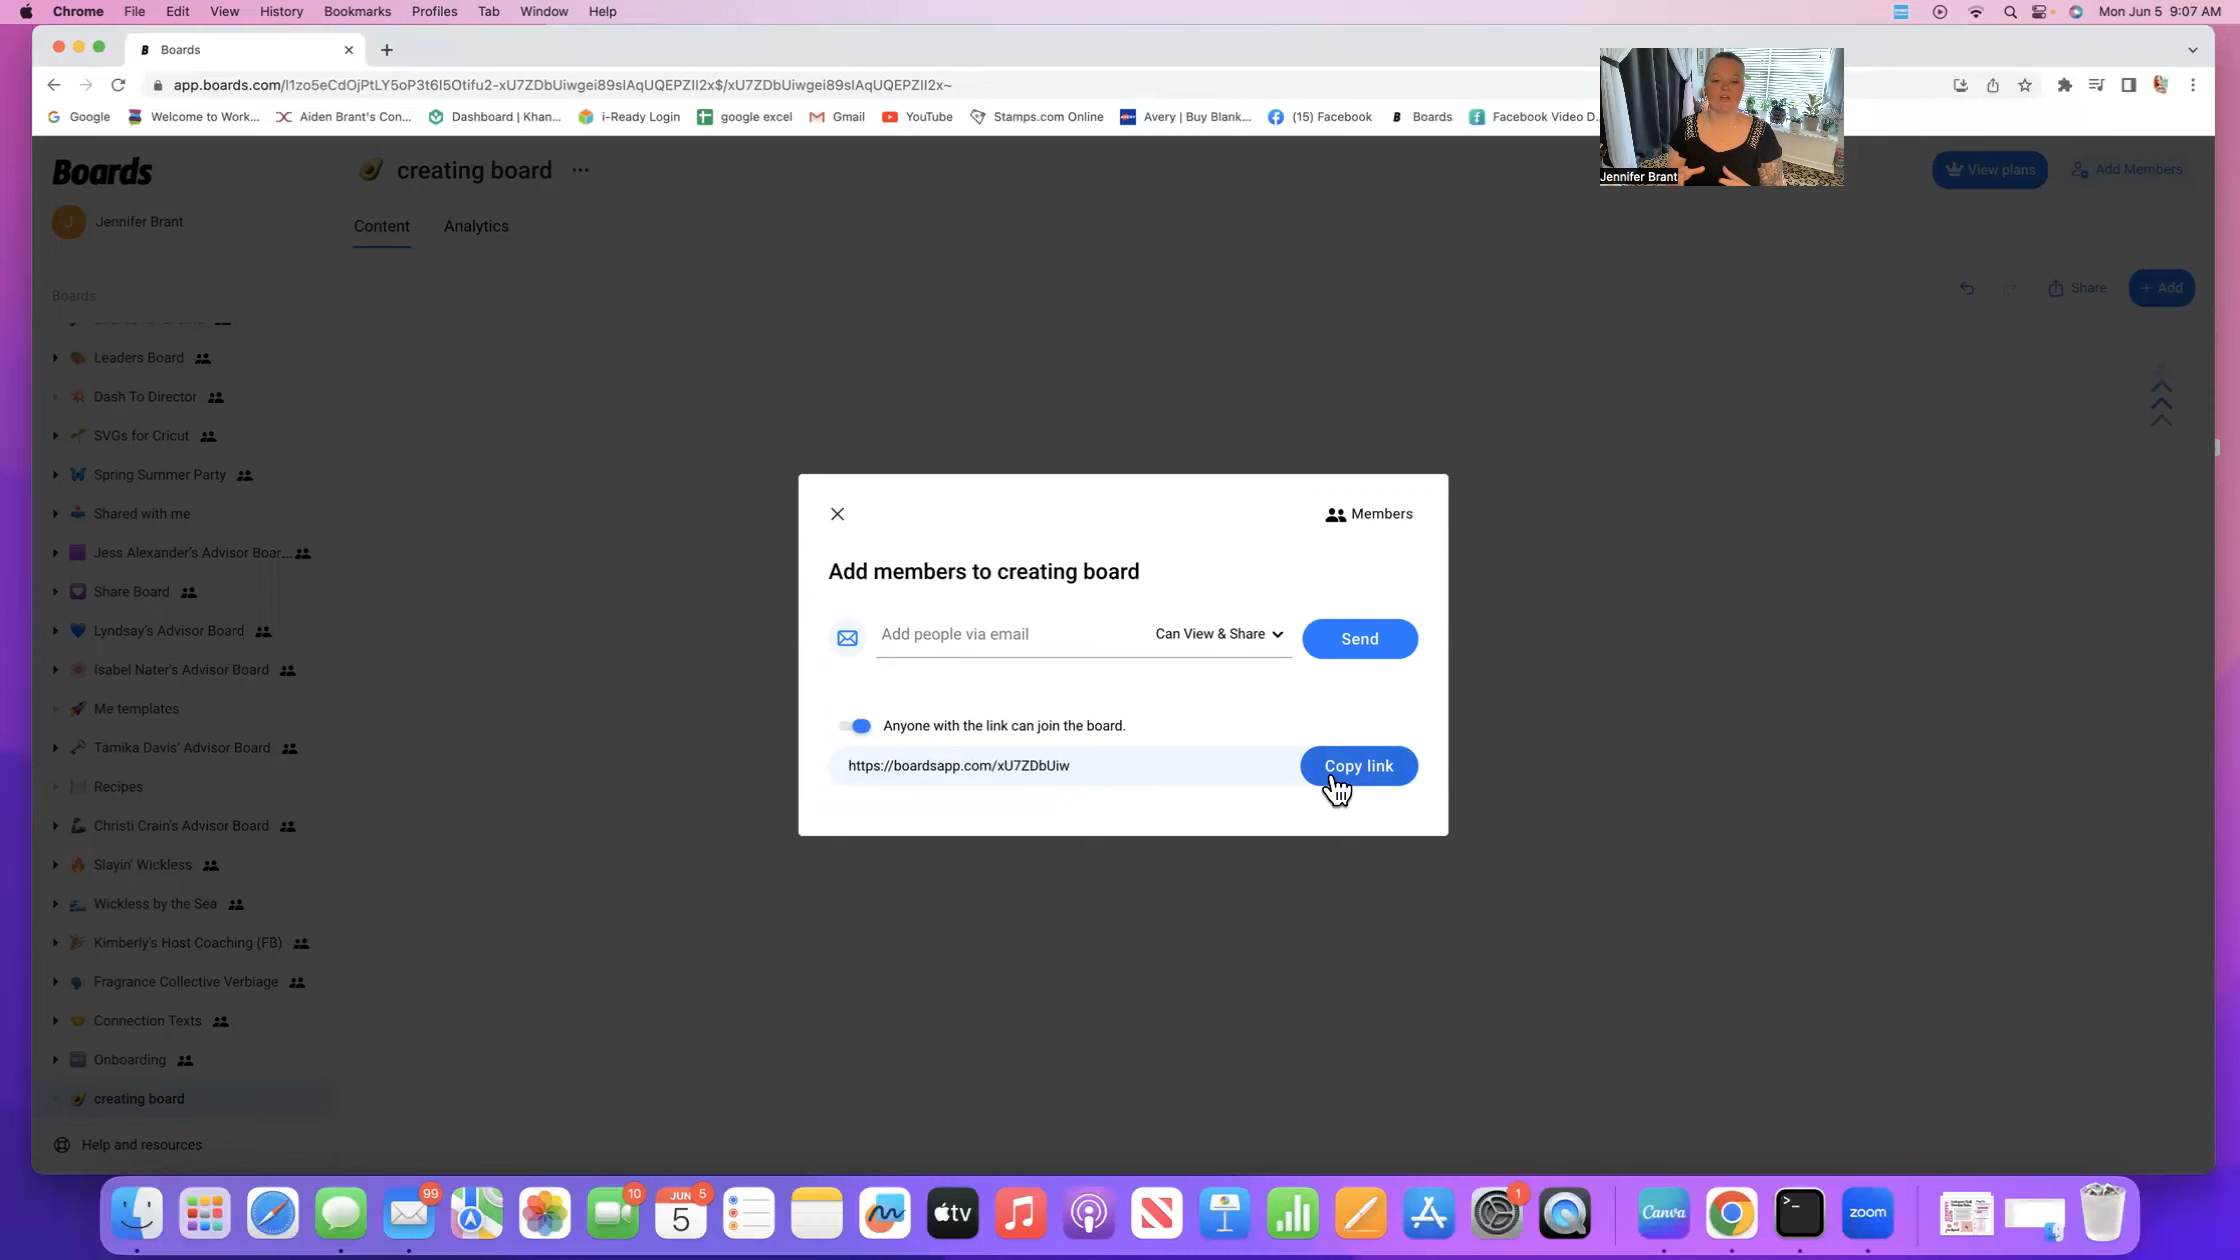 Chrome File Edit View History Bookmarks Profiles Tab Window Help Mon Jun 5 9:07 AM
B Boards
app.boards.com/l1zo5eCdOjPtLY5oP3t6I5Otifu2-xU7ZDbUiwgei89sIAqUQEPZII2x$/xU7ZDbUiwgei89sIAqUQEPZII2x~
Google Welcome to Work... Aiden Brant's Con... Dashboard | Khan... i-Ready Login google excel Gmail YouTube Stamps.com Online Avery | Buy Blank... (15) Facebook B Boards Facebook Video D...
Jennifer Brant
Boards
creating board ...
View plans
Add Members
J Jennifer Brant
Content Analytics
Boards
Share
+ Add
Leaders Board
Dash To Director
SVGs for Cricut
Spring Summer Party
Shared with me
Jess Alexander's Advisor Boar...
Share Board
Lyndsay's Advisor Board
Isabel Nater's Advisor Board
Me templates
Tamika Davis' Advisor Board
Recipes
Christi Crain's Advisor Board
Slayin' Wickless
Wickless by the Sea
Kimberly's Host Coaching (FB)
Fragrance Collective Verbiage
Connection Texts
Onboarding
creating board
Help and resources
Members
Add members to creating board
Add people via email Can View & Share Send
Anyone with the link can join the board.
https://boardsapp.com/xU7ZDbUiw Copy link
99 10 JUN 5 5 tv 1 Canva >_ zoom